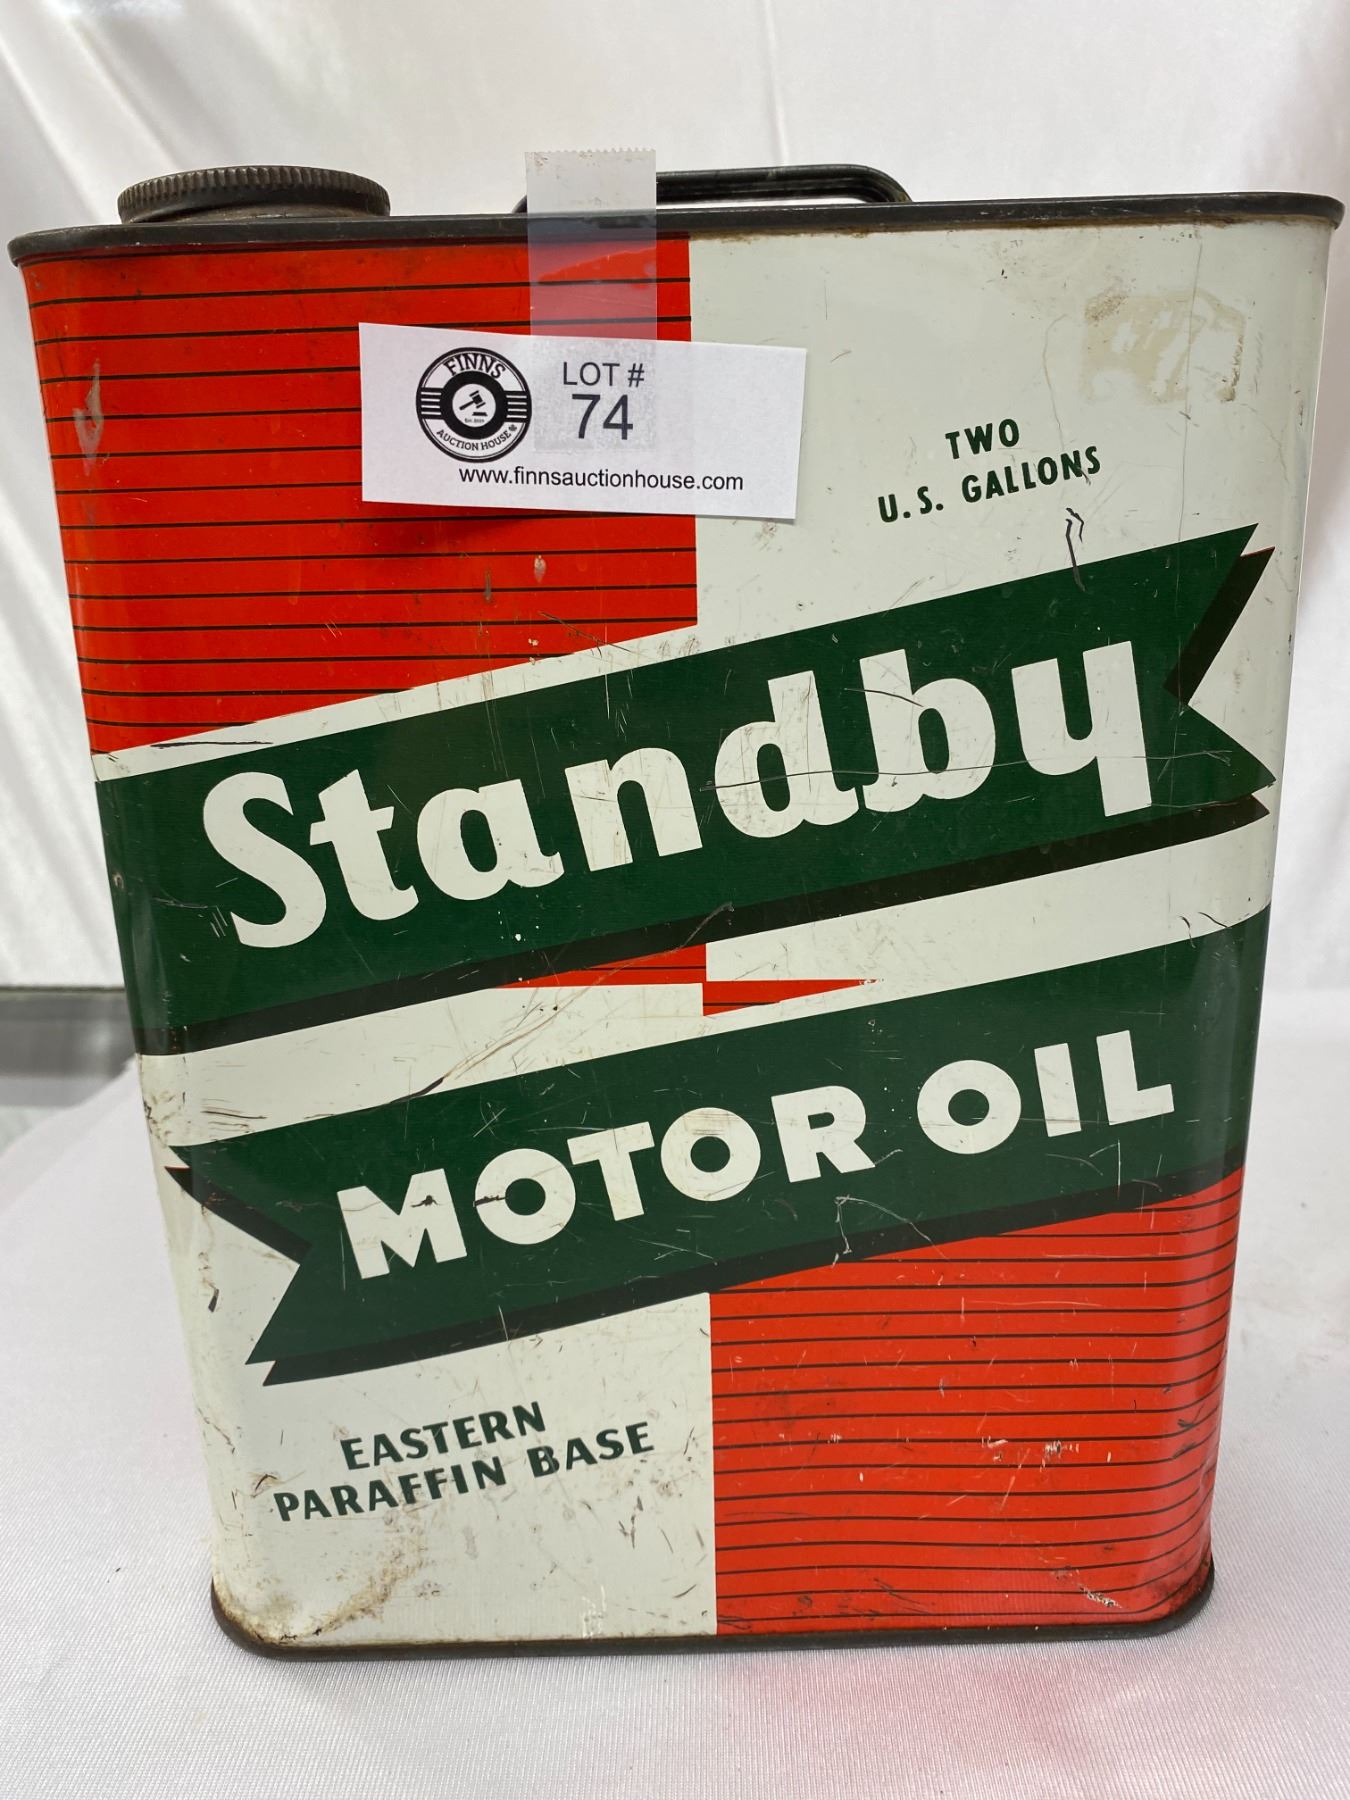 FINNS
AUCTION HOUSE
LOT #
74
www.finnsauctionhouse.com
TWO
U.S. GALLONS
Standby
MOTOR OIL
EASTERN
PARAFFIN BASE